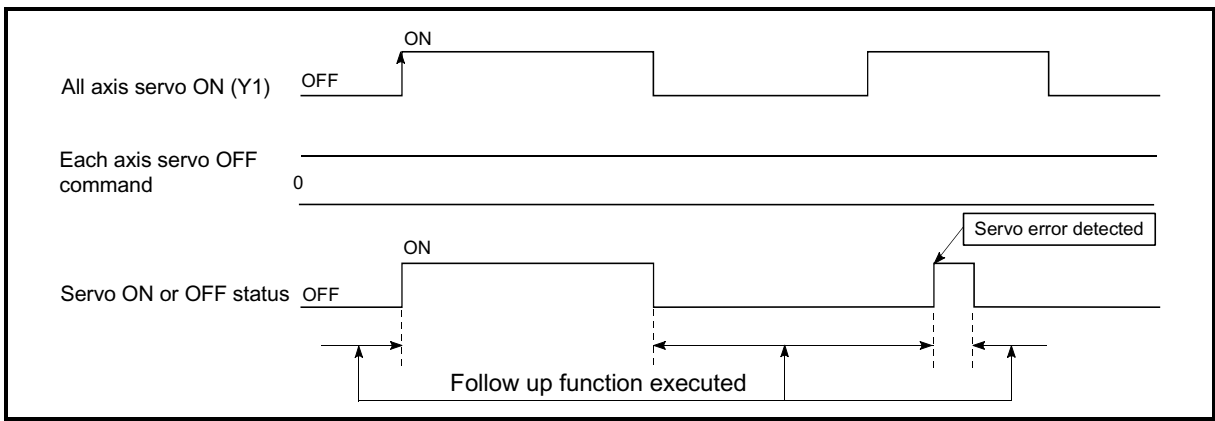 ON
All axis servo ON (Y1)
OFF
Each axis servo OFF
command
0
Servo error detected
ON
Servo ON or OFF status
OFF
Follow up function executed